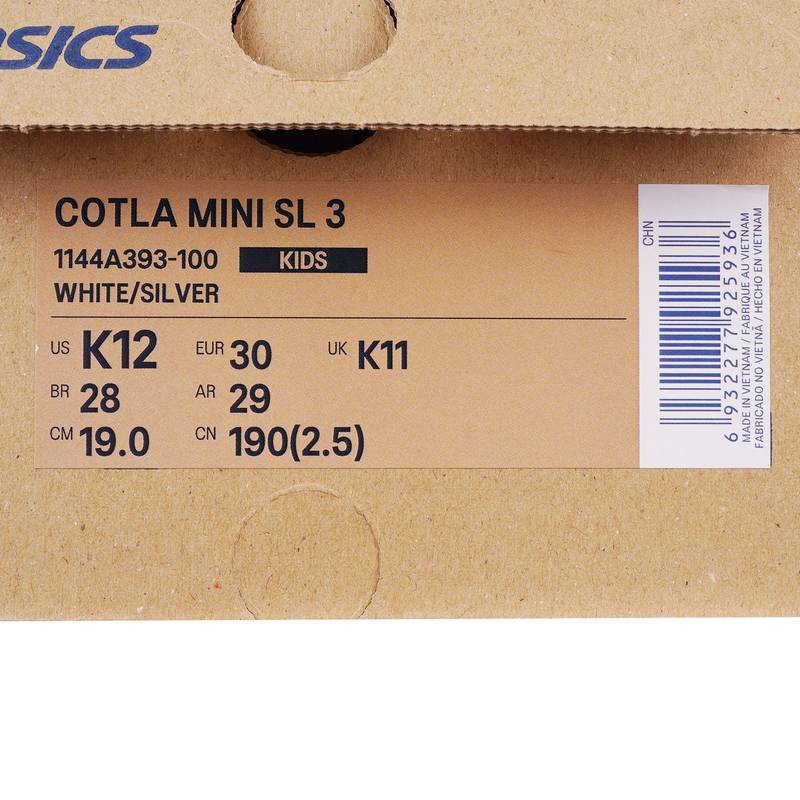 SICS
COTLA MINI SL 3
1144A393-100 KIDS
WHITE/SILVER
US K12 EUR 30 UK K11
BR 28 AR 29
CM 19.0 CN 190(2.5)
CHN
6 932277 925936
MADE IN VIETNAM / FABRIQUE AU VIETNAM
FABRICADO NO VIETNÃ / HECHO EN VIETNAM